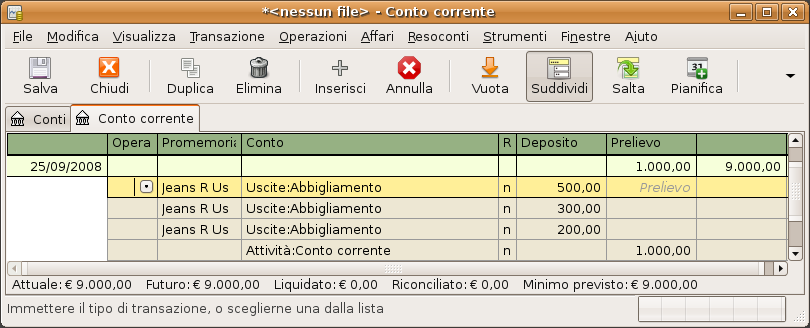 *<nessun file> - Conto corrente
File Modifica Visualizza Transazione Operazioni Affari Resoconti Strumenti Finestre Aiuto
Salva Chiudi Duplica Elimina Inserisci Annulla Vuota Suddividi Salta Pianifica
Conti Conto corrente
Opera Promemoria Conto R Deposito Prelievo
25/09/2008 1.000,00 9.000,00
Jeans R Us Uscite:Abbigliamento n 500,00 Prelievo
Jeans R Us Uscite:Abbigliamento n 300,00
Jeans R Us Uscite:Abbigliamento n 200,00
Attività:Conto corrente n 1.000,00
Attuale: € 9.000,00 Futuro: € 9.000,00 Liquidato: € 0,00 Riconciliato: € 0,00 Minimo previsto: € 9.000,00
Immettere il tipo di transazione, o sceglierne una dalla lista